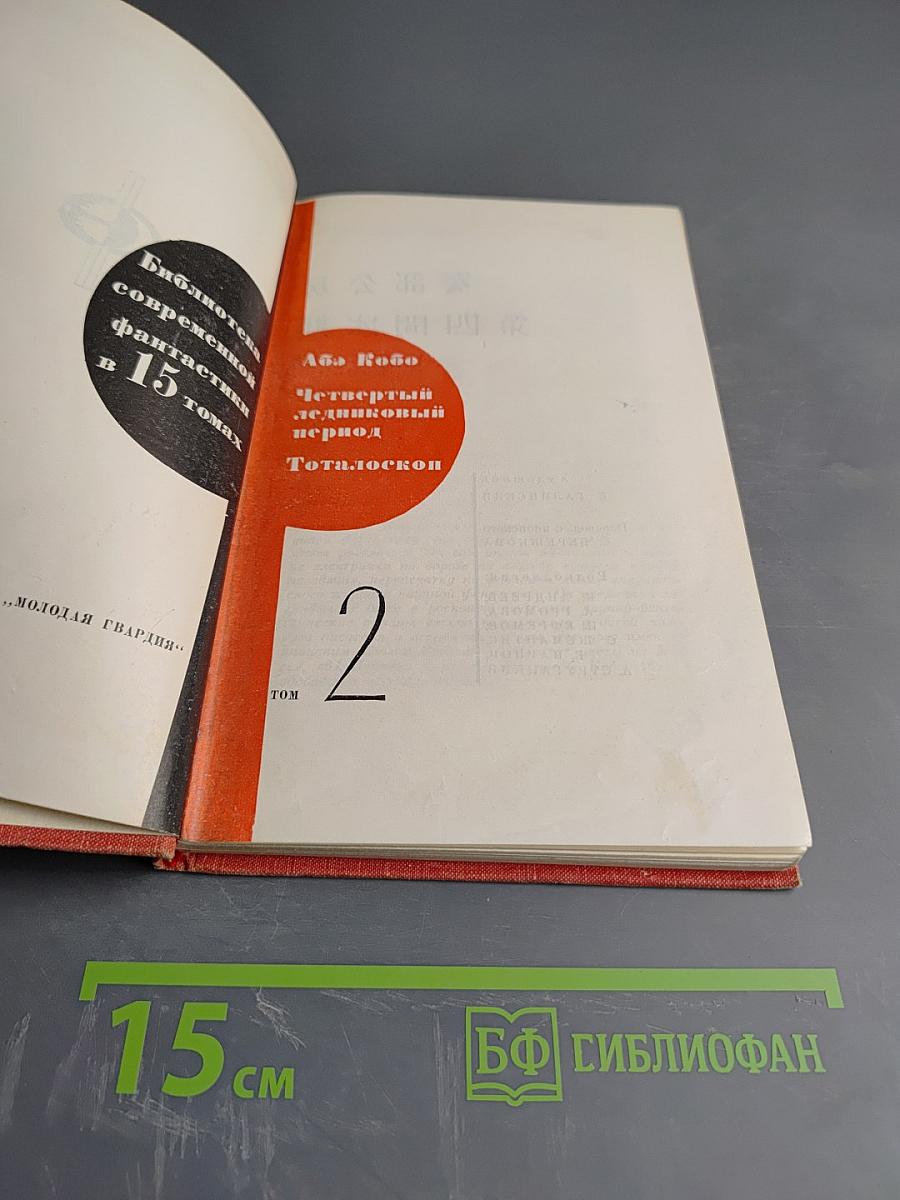 Библиотека
современной
фантастики
в 15 томах
„МОЛОДАЯ ГВАРДИЯ“
Абэ Кобо
Четвертый
ледниковый
период
Тоталоскоп
ТОМ 2
15 см
БФ
БИБЛИОФАН